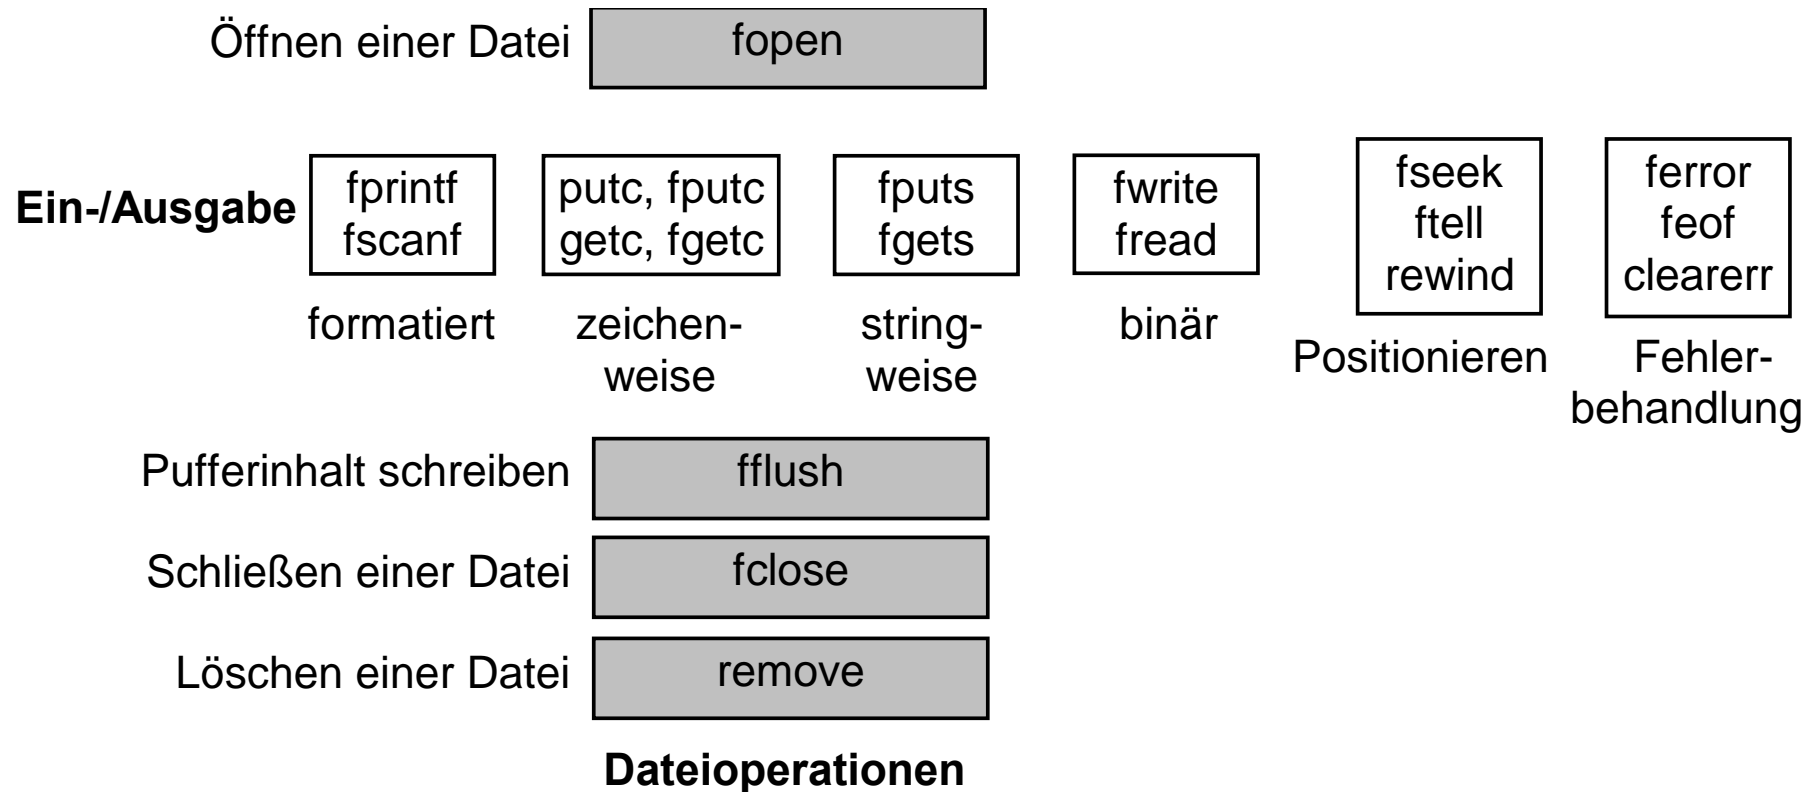 Öffnen einer Datei
fopen
Ein-/Ausgabe
fprintf
fscanf
formatiert
putc, fputc
getc, fgetc
zeichen-
weise
fputs
fgets
string-
weise
fwrite
fread
binär
fseek
ftell
rewind
Positionieren
ferror
feof
clearerr
Fehler-
behandlung
Pufferinhalt schreiben
fflush
Schließen einer Datei
fclose
Löschen einer Datei
remove
Dateioperationen